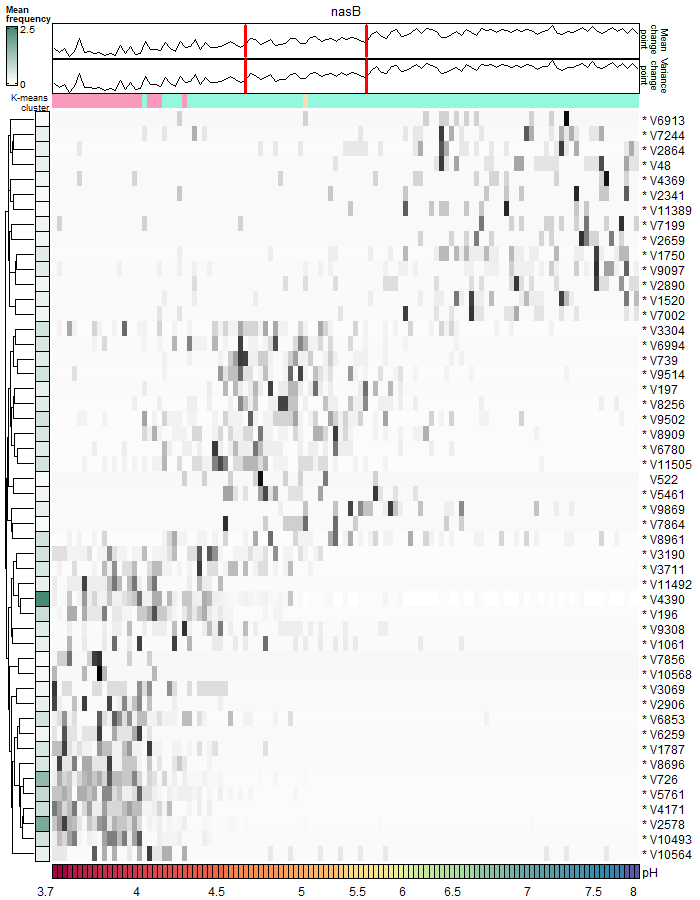 nasB
Mean
frequency
2.5
0
Mean
change
point
Variance
change
point
K-means
cluster
* V6913
* V7244
* V2864
* V48
* V4369
* V2341
* V11389
* V7199
* V2659
* V1750
* V9097
* V2890
* V1520
* V7002
* V3304
* V6994
* V739
* V9514
* V197
* V8256
* V9502
* V8909
* V6780
* V11505
V522
* V5461
* V9869
* V7864
* V8961
* V3190
* V3711
* V11492
* V4390
* V196
* V9308
* V1061
* V7856
* V10568
* V3069
* V2906
* V6853
* V6259
* V1787
* V8696
* V726
* V5761
* V4171
* V2578
* V10493
* V10564
pH
3.7 4 4.5 5 5.5 6 6.5 7 7.5 8